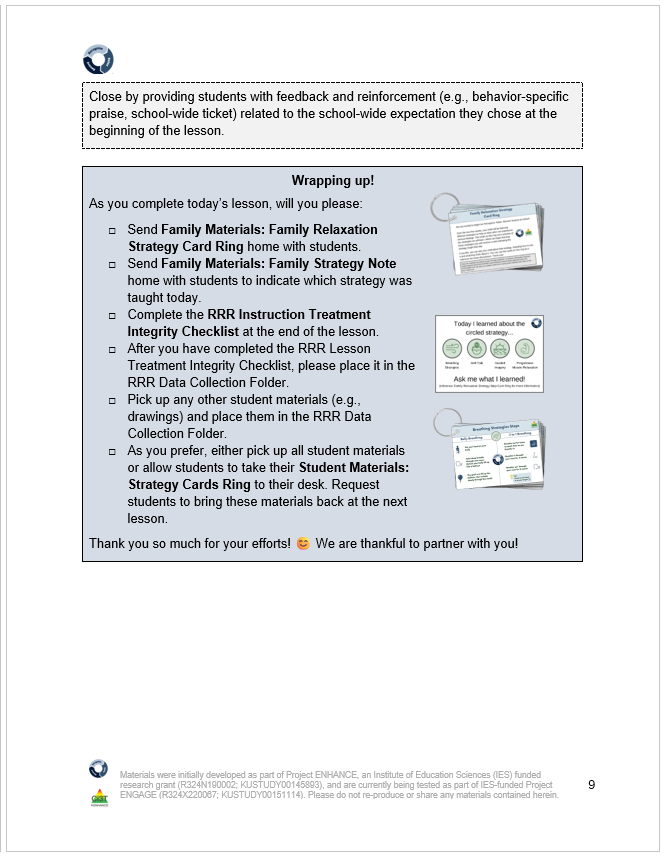 Close by providing students with feedback and reinforcement (e.g., behavior-specific
praise, school-wide ticket) related to the school-wide expectation they chose at the
beginning of the lesson.
Wrapping up!
As you complete today’s lesson, will you please:
□ Send Family Materials: Family Relaxation
Strategy Card Ring home with students.
□ Send Family Materials: Family Strategy Note
home with students to indicate which strategy was
taught today.
□ Complete the RRR Instruction Treatment
Integrity Checklist at the end of the lesson.
□ After you have completed the RRR Lesson
Treatment Integrity Checklist, please place it in the
RRR Data Collection Folder.
□ Pick up any other student materials (e.g.,
drawings) and place them in the RRR Data
Collection Folder.
□ As you prefer, either pick up all student materials
or allow students to take their Student Materials:
Strategy Cards Ring to their desk. Request
students to bring these materials back at the next
lesson.
Family Relaxation Strategy
Card Ring
Today I learned about the
circled strategy...
Breathing
Strategies
Self-Talk
Guided
Imagery
Progressive
Muscle Relaxation
Ask me what I learned!
Breathing Strategies Steps
Belly Breathing
Thank you so much for your efforts! 😊 We are thankful to partner with you!
Materials were initially developed as part of Project ENHANCE, an Institute of Education Sciences (IES) funded
research grant (R324N190002; KUSTUDY00145893), and are currently being tested as part of IES-funded Project
ENGAGE (R324X220067; KUSTUDY00151114). Please do not re-produce or share any materials contained herein.
9